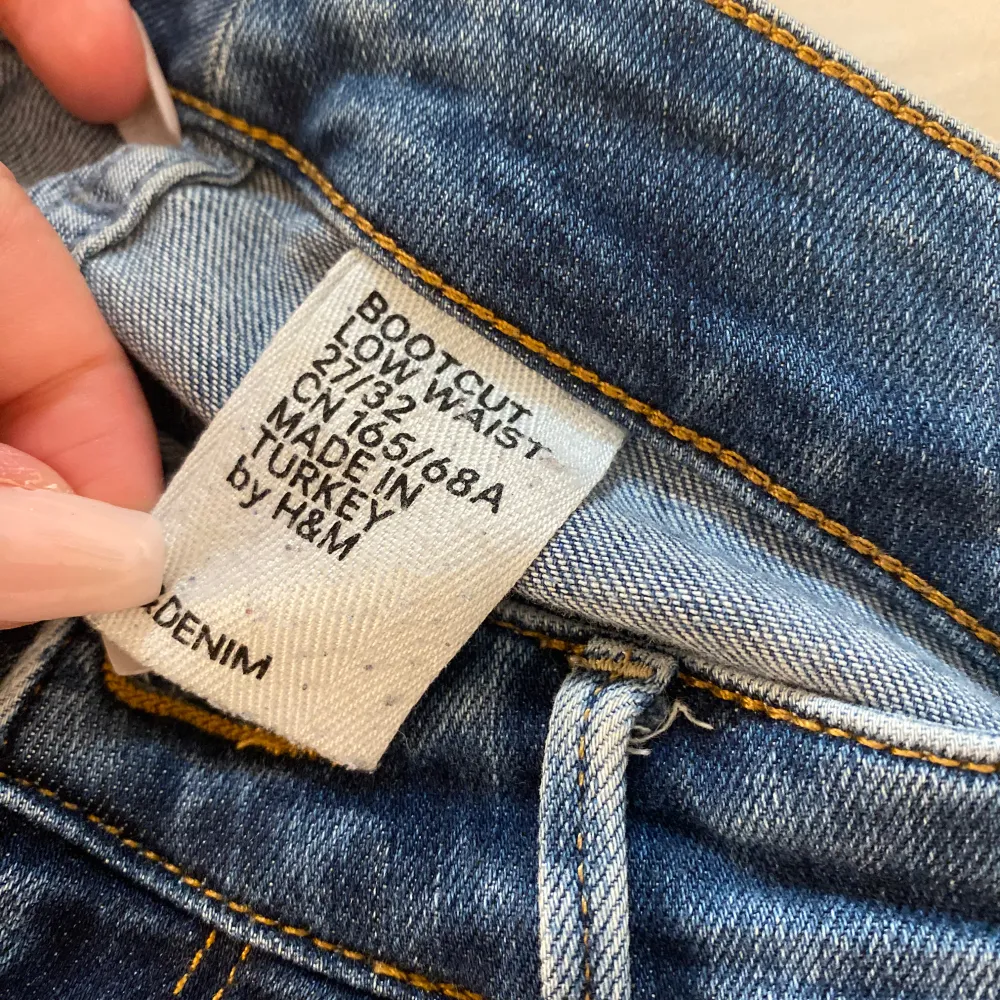 BOOTCUT
LOW WAIST
27/32
CN 165/68A
MADE IN
TURKEY
by H&M
&DENIM